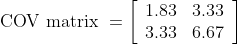 COV matrix = [ 1.83 3.33
3.33 6.67 ]